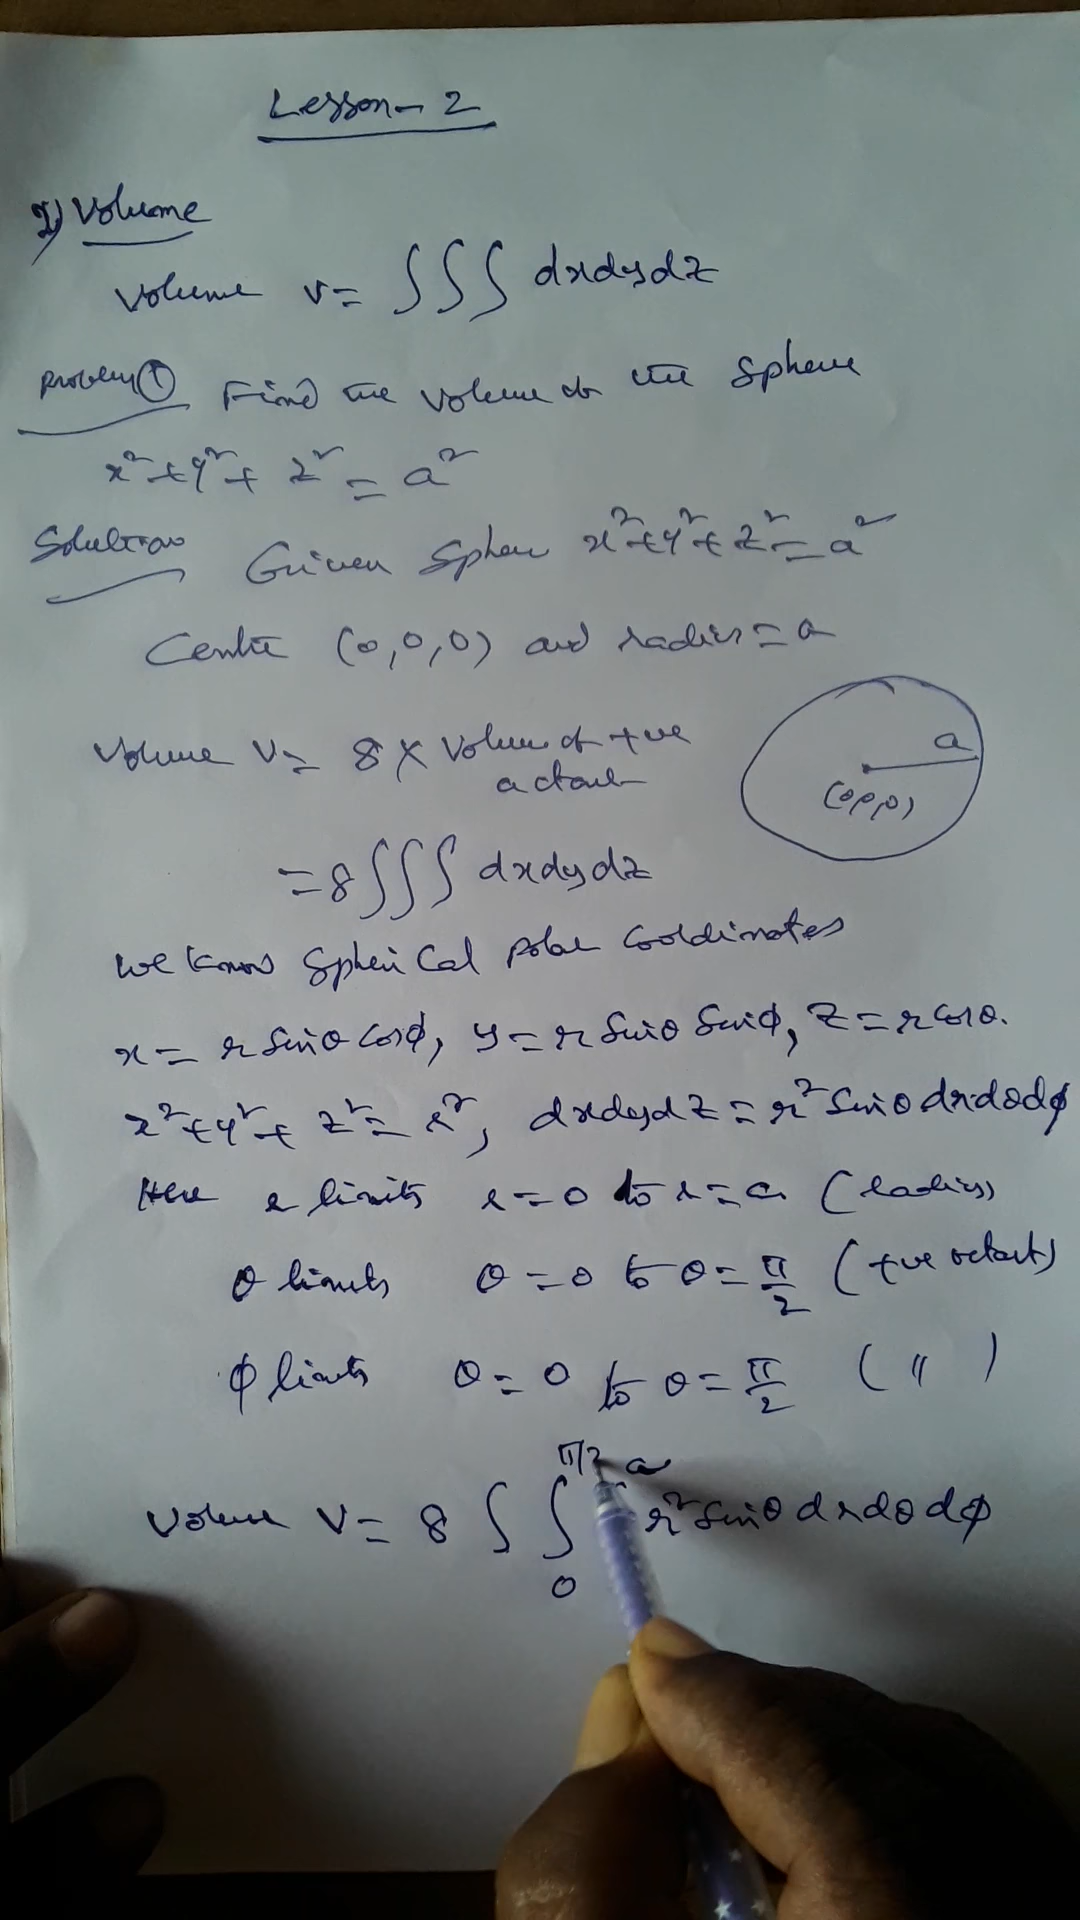 Lesson - 2
1) Volume
Volume V = ∫∫∫ dxdydz
Problem ① Find the volume of the sphere
x² + y² + z² = a²
Solution Given sphere x² + y² + z² = a²
Centre (0,0,0) and radius = a
Volume V = 8 × Volume of +ve
octant
a
(0,0,0)
= 8 ∫∫∫ dxdydz
We know spherical polar coordinates
x = r sinθ cosϕ, y = r sinθ sinϕ, z = r cosθ.
x² + y² + z² = r², dxdydz = r² sinθ drdθdϕ
Here r limits r = 0 to r = a (radius)
θ limits θ = 0 to θ = π/2 (+ve octant)
ϕ limits θ = 0 to θ = π/2 ( " )
Volume V = 8 ∫ ∫₀^π/2 ∫^a r² sinθ drdθdϕ